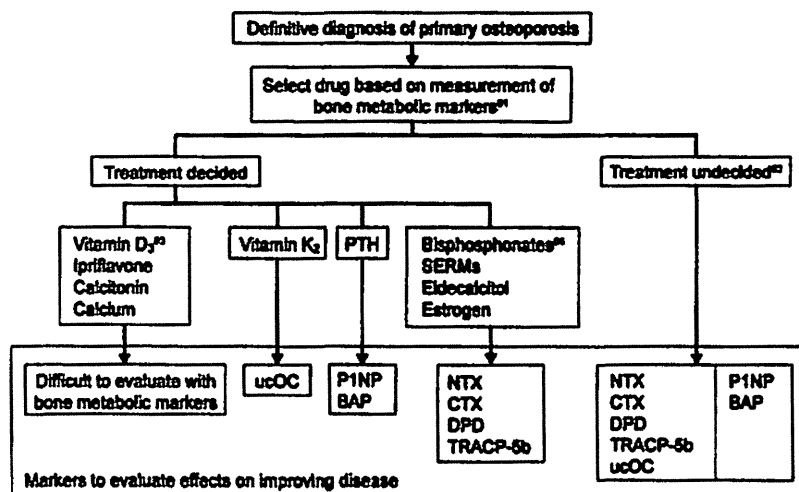 Definitive diagnosis of primary osteoporosis
Select drug based on measurement of
bone metabolic markers#1
Treatment decided
Treatment undecided#2
Vitamin D₃#3
Ipriflavone
Calcitonin
Calcium
Vitamin K₂
PTH
Bisphosphonates
SERMs
Eldecalcitol
Estrogen
Difficult to evaluate with
bone metabolic markers
ucOC
P1NP
BAP
NTX
CTX
DPD
TRACP-5b
NTX
CTX
DPD
TRACP-5b
ucOC
P1NP
BAP
Markers to evaluate effects on improving disease